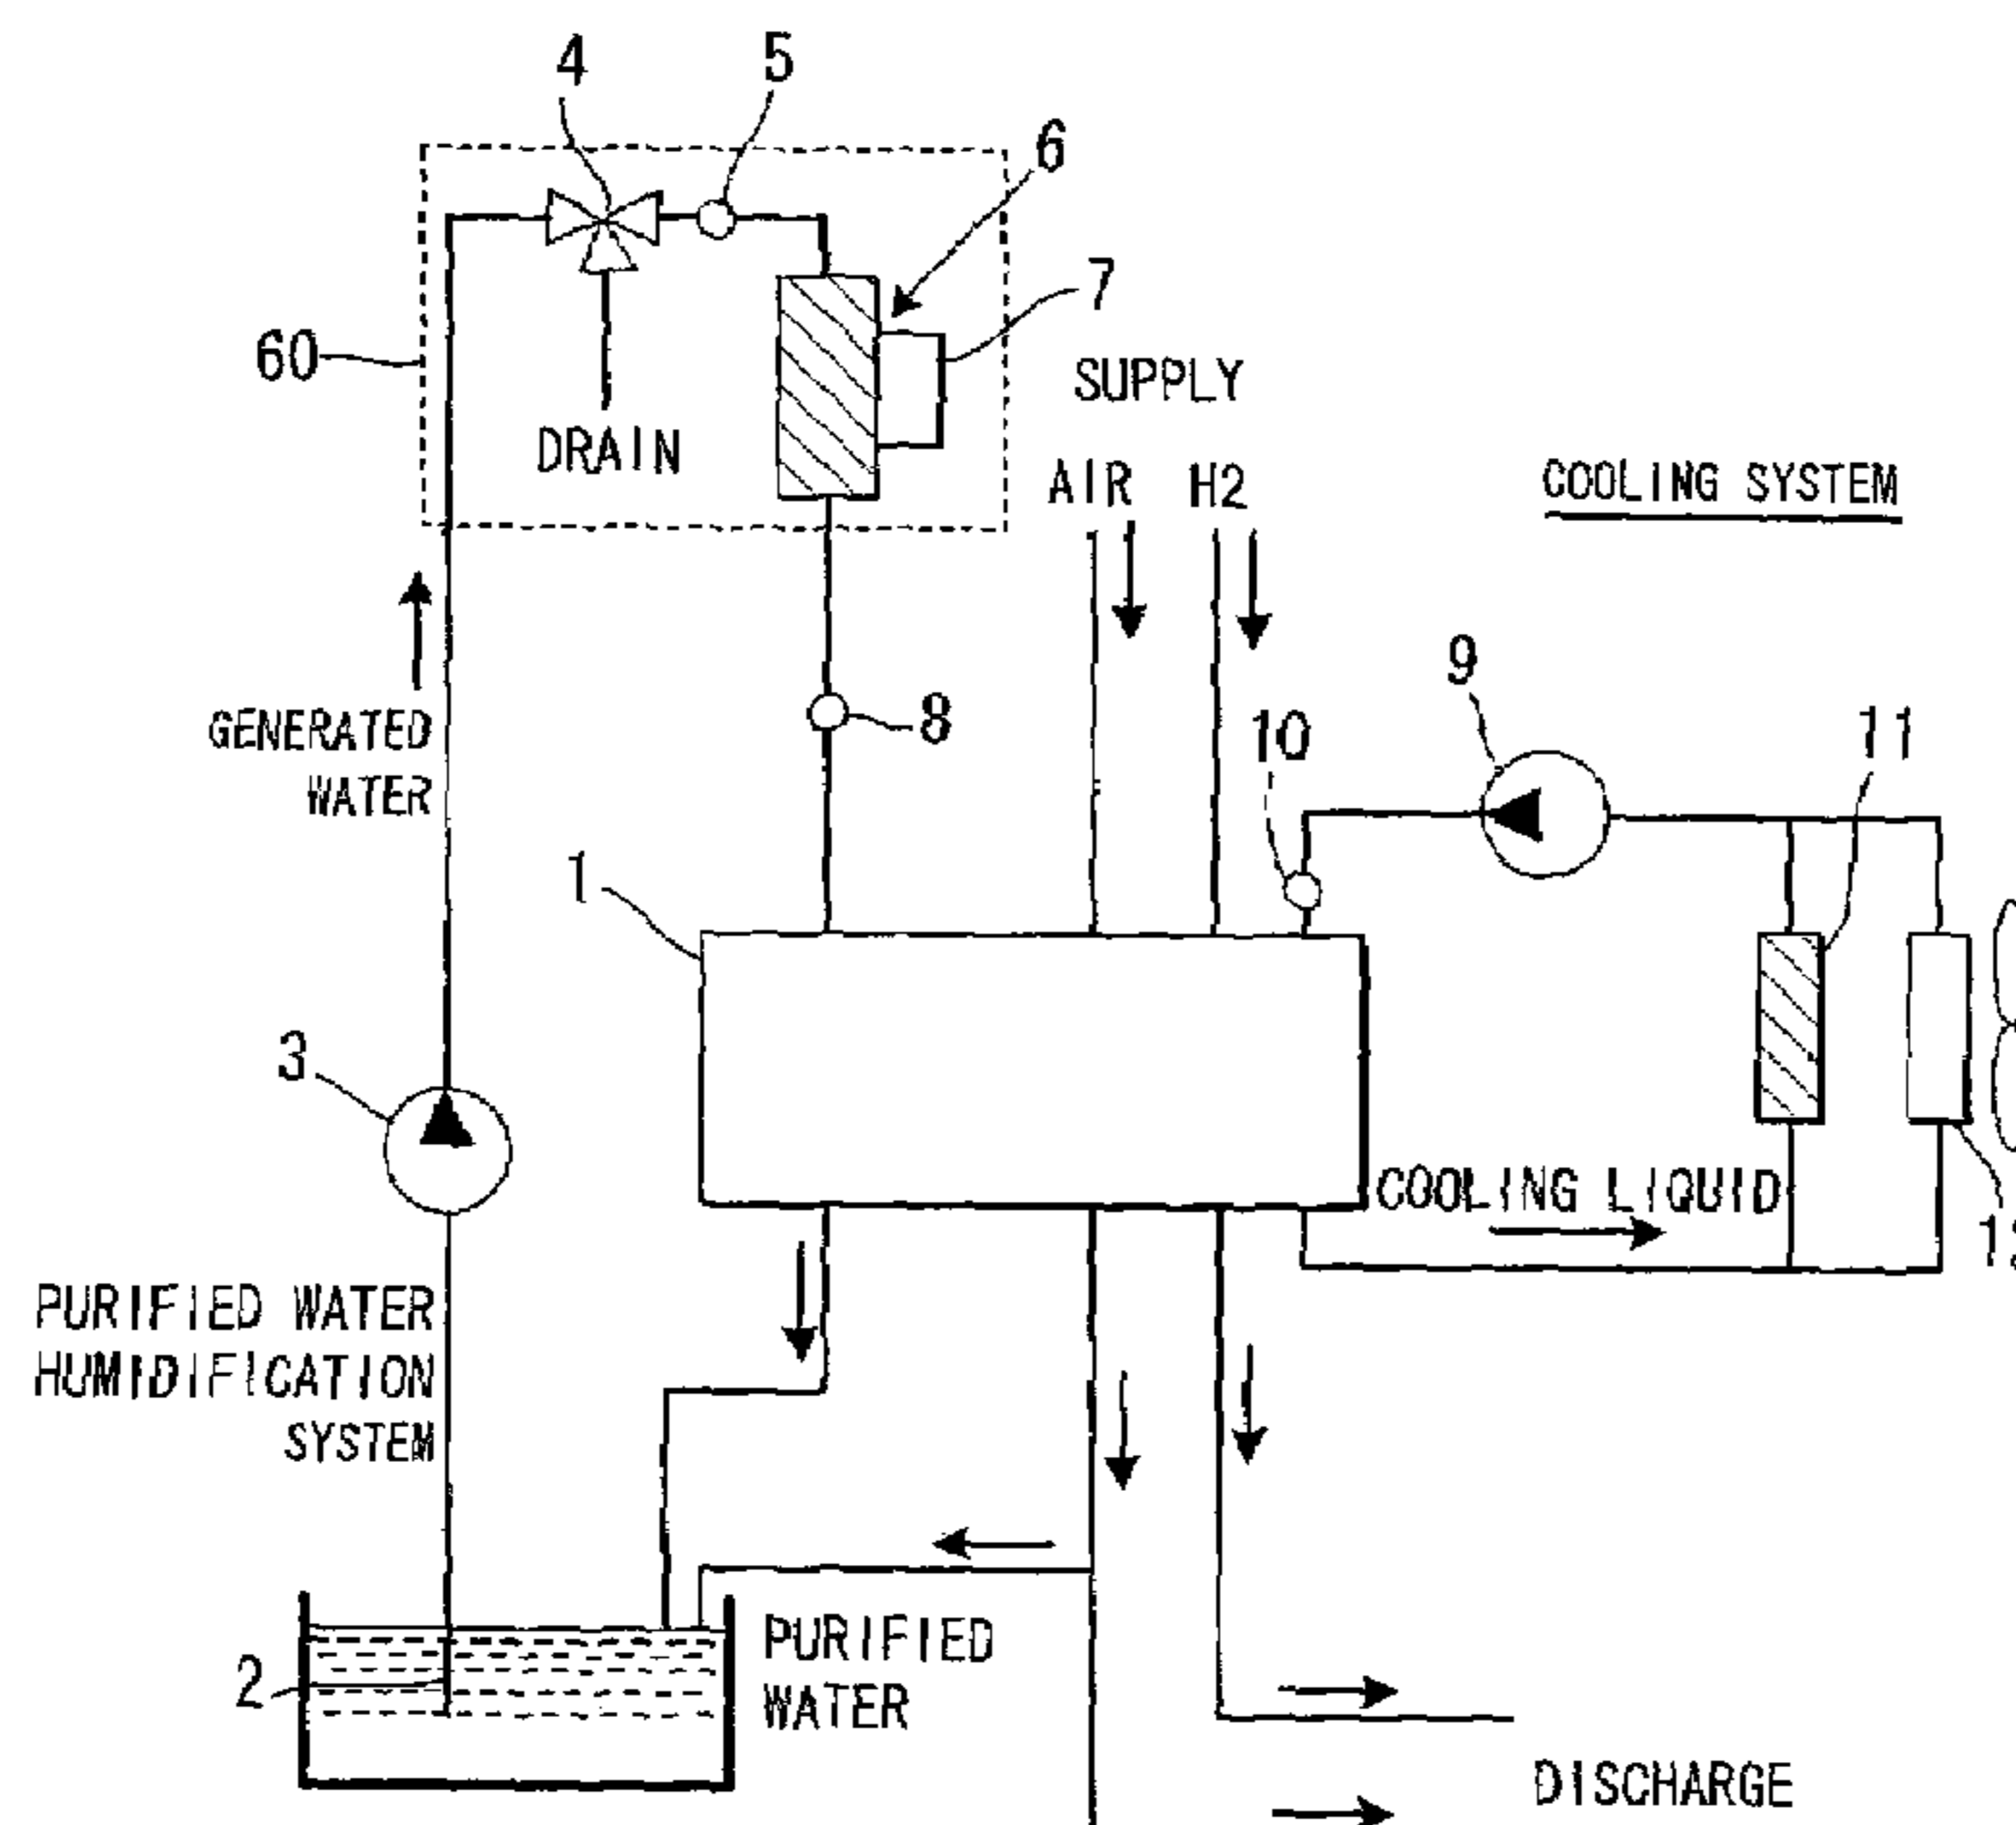 4
5
6
7
60
DRAIN
SUPPLY
AIR H2
COOLING SYSTEM
GENERATED
WATER
8
9
10
11
1
3
COOLING LIQUID
PURIFIED WATER
HUMIDIFICATION
SYSTEM
2
PURIFIED
WATER
DISCHARGE